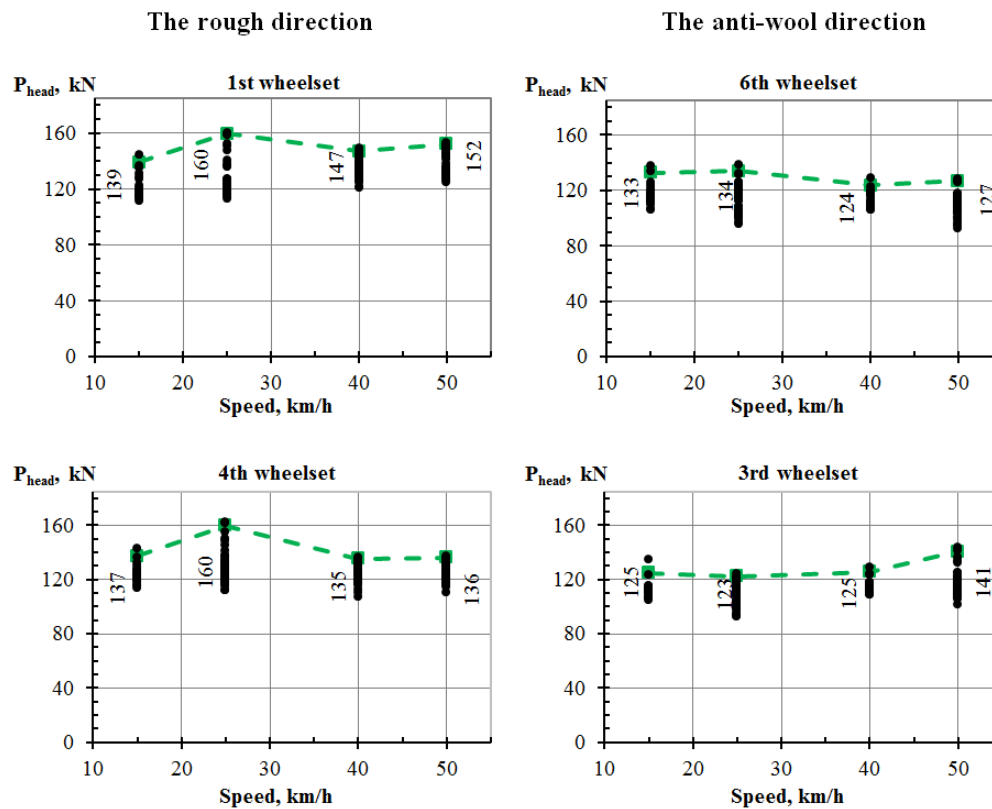 The rough direction
The anti-wool direction
P_head, kN
1st wheelset
160
120
80
40
0
139
160
147
152
10 20 30 40 50
Speed, km/h
P_head, kN
6th wheelset
160
120
80
40
0
133
134
124
127
10 20 30 40 50
Speed, km/h
P_head, kN
4th wheelset
160
120
80
40
0
137
160
135
136
10 20 30 40 50
Speed, km/h
P_head, kN
3rd wheelset
160
120
80
40
0
125
123
125
141
10 20 30 40 50
Speed, km/h